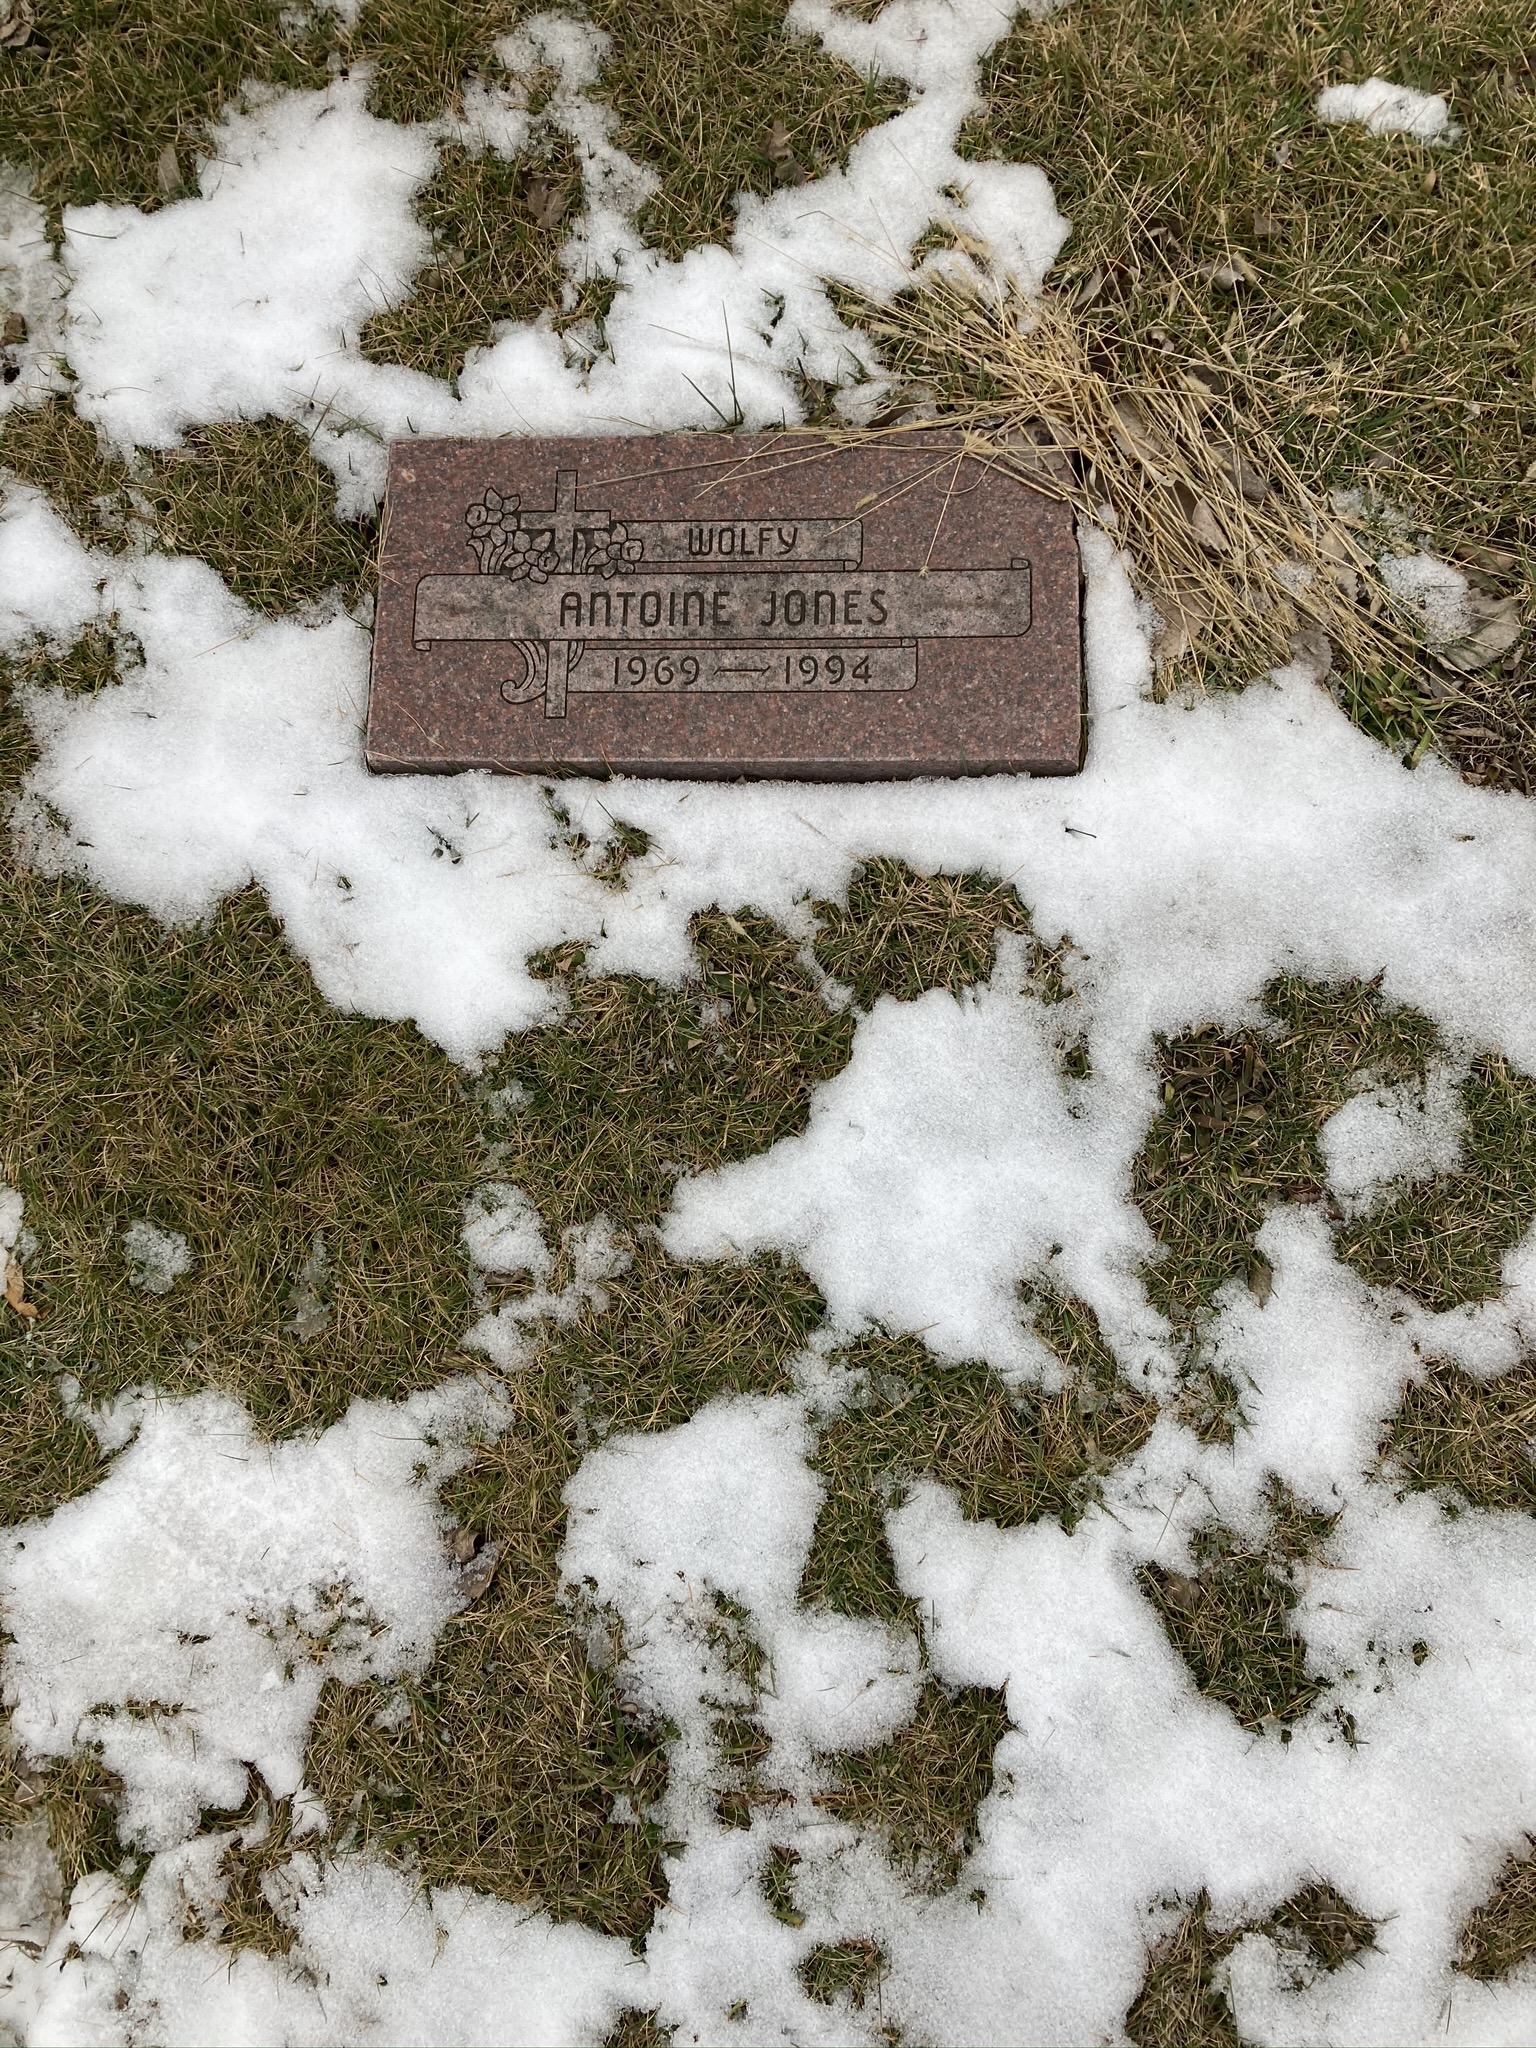 WOLFY
ANTOINE JONES
1969 — 1994